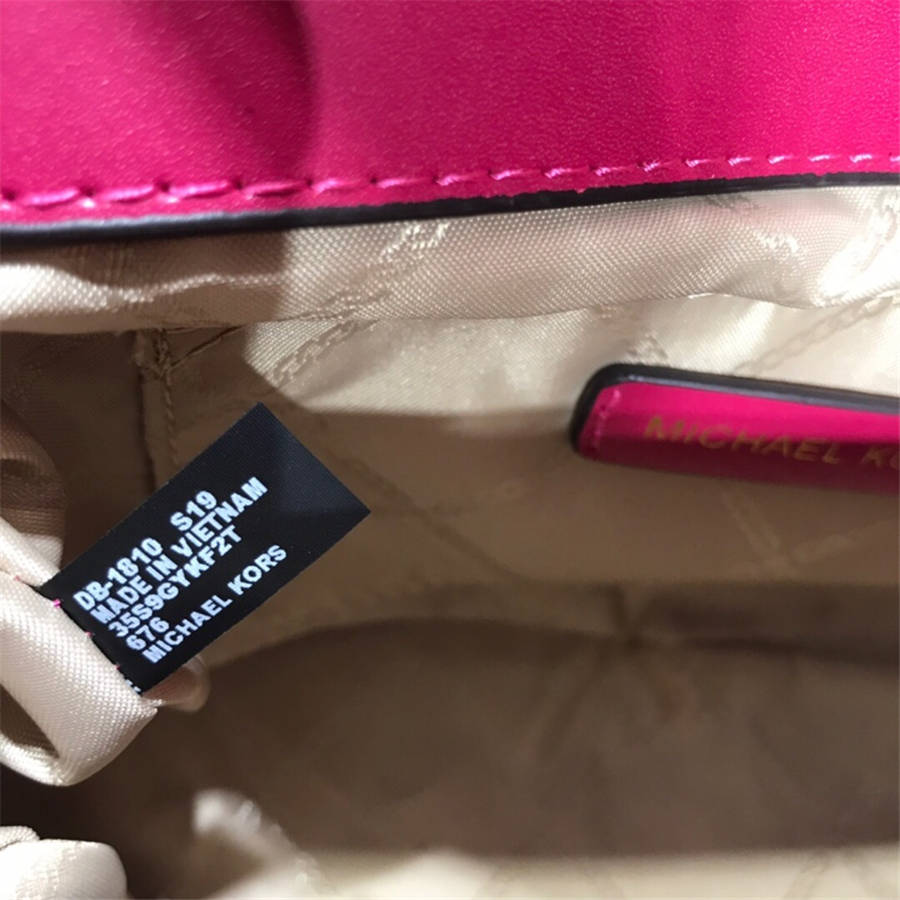 DB-1810 S19
MADE IN VIETNAM
35S9GYKF2T
676
MICHAEL KORS
MICHAEL KO